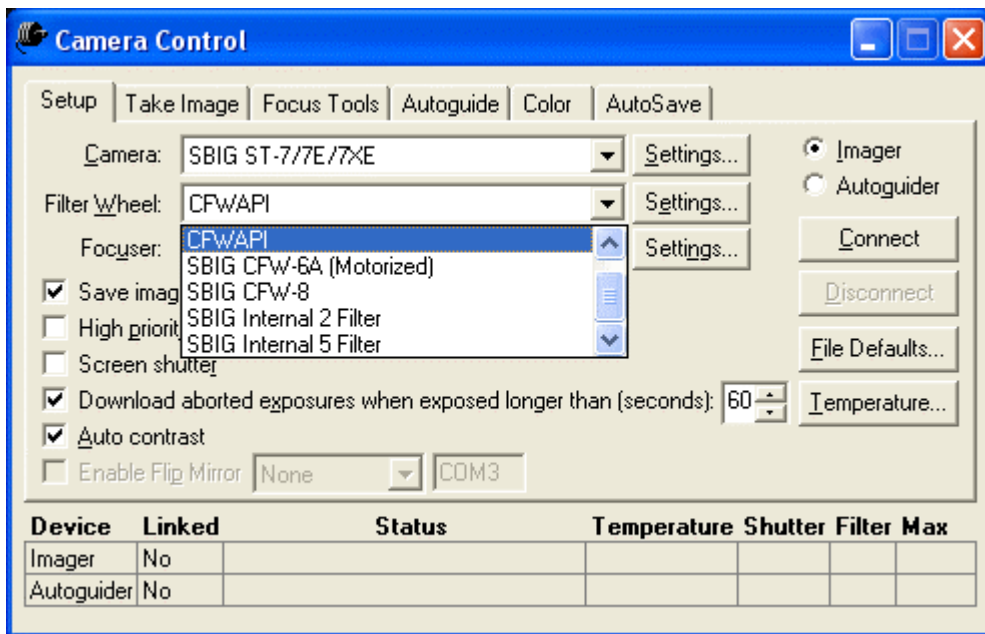 Camera Control
Setup Take Image Focus Tools Autoguide Color AutoSave
Camera: SBIG ST-7/7E/7XE Settings... Imager
Autoguider
Filter Wheel: CFWAPI Settings...
Focuser: CFWAPI Settings... Connect
SBIG CFW-6A (Motorized)
Save imag SBIG CFW-8 Disconnect
High priorit SBIG Internal 2 Filter
SBIG Internal 5 Filter File Defaults...
Screen shutter
Download aborted exposures when exposed longer than (seconds): 60 Temperature...
Auto contrast
Enable Flip Mirror None COM3
Device Linked Status Temperature Shutter Filter Max
Imager No
Autoguider No